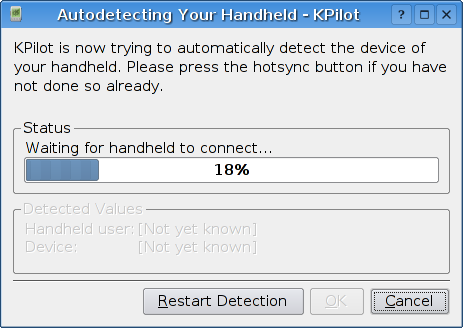 Autodetecting Your Handheld - KPilot
KPilot is now trying to automatically detect the device of
your handheld. Please press the hotsync button if you have
not done so already.
Status
Waiting for handheld to connect...
18%
Detected Values
Handheld user: [Not yet known]
Device: [Not yet known]
Restart Detection OK Cancel